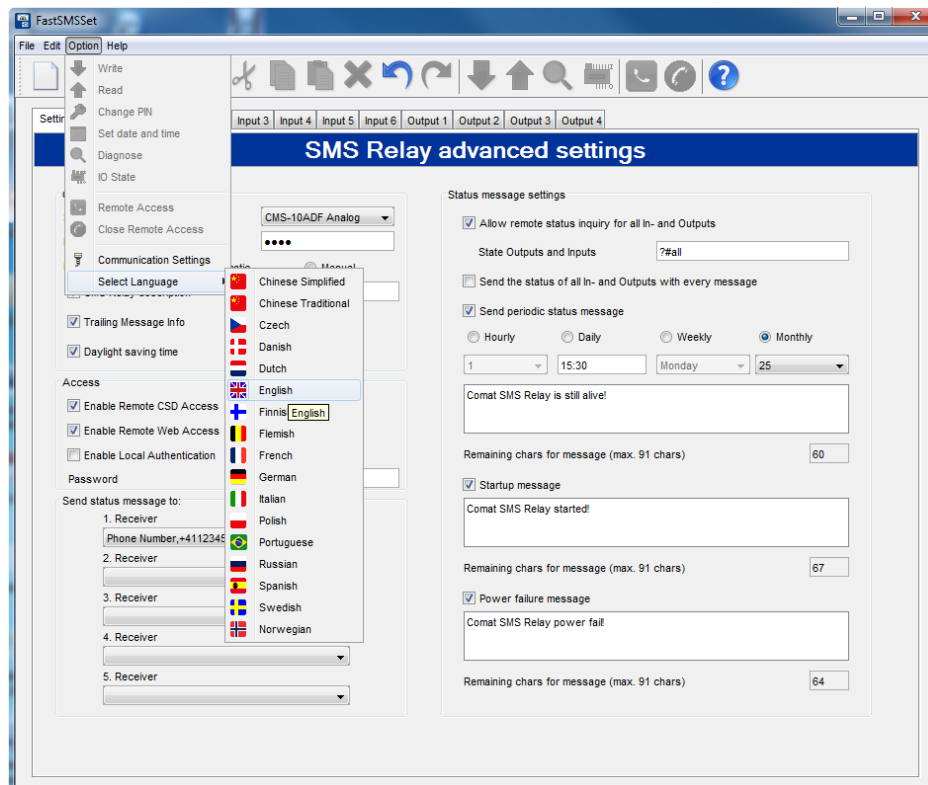 FastSMSSet
File Edit Option Help
Write
Read
Change PIN
Set date and time
Diagnose
IO State
Remote Access
Close Remote Access
Communication Settings
Select Language
Input 3 Input 4 Input 5 Input 6 Output 1 Output 2 Output 3 Output 4
SMS Relay advanced settings
CMS-10ADF Analog
Manual
Trailing Message Info
Daylight saving time
Access
Enable Remote CSD Access
Enable Remote Web Access
Enable Local Authentication
Password
Send status message to:
1. Receiver
Phone Number,+4112345
2. Receiver
3. Receiver
4. Receiver
5. Receiver
Chinese Simplified
Chinese Traditional
Czech
Danish
Dutch
English
English
Flemish
French
German
Italian
Polish
Portuguese
Russian
Spanish
Swedish
Norwegian
Status message settings
Allow remote status inquiry for all In- and Outputs
State Outputs and Inputs ?#all
Send the status of all In- and Outputs with every message
Send periodic status message
Hourly Daily Weekly Monthly
1 15:30 Monday 25
Comat SMS Relay is still alive!
Remaining chars for message (max. 91 chars) 60
Startup message
Comat SMS Relay started!
Remaining chars for message (max. 91 chars) 67
Power failure message
Comat SMS Relay power fail!
Remaining chars for message (max. 91 chars) 64